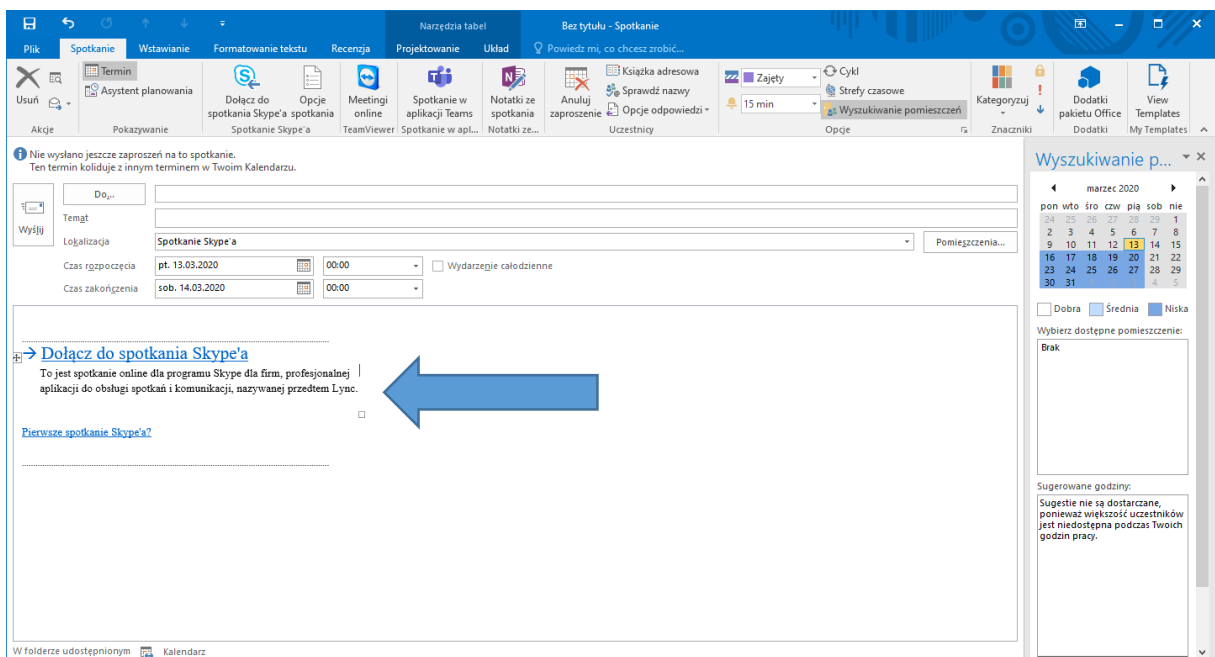 Narzędzia tabel
Bez tytułu - Spotkanie
Plik Spotkanie Wstawianie Formatowanie tekstu Recenzja Projektowanie Układ Powiedz mi, co chcesz zrobić...
Usuń
Akcje
Termin
Asystent planowania
Pokazywanie
Dołącz do
spotkania Skype'a
Opcje
spotkania
Spotkanie Skype'a
Meetingi
online
TeamViewer
Spotkanie w
aplikacji Teams
Spotkanie w apl...
Notatki ze
spotkania
Notatki ze...
Anuluj
zaproszenie
Książka adresowa
Sprawdź nazwy
Opcje odpowiedzi
Uczestnicy
Zajęty
15 min
Cykl
Strefy czasowe
Wyszukiwanie pomieszczeń
Opcje
Kategoryzuj
Znaczniki
Dodatki
pakietu Office
Dodatki
View
Templates
My Templates
Nie wysłano jeszcze zaproszeń na to spotkanie.
Ten termin koliduje z innym terminem w Twoim Kalendarzu.
Wyślij
Do...
Temat
Lokalizacja Spotkanie Skype'a Pomieszczenia...
Czas rozpoczęcia pt. 13.03.2020 00:00 Wydarzenie całodzienne
Czas zakończenia sob. 14.03.2020 00:00
→ Dołącz do spotkania Skype'a
To jest spotkanie online dla programu Skype dla firm, profesjonalnej
aplikacji do obsługi spotkań i komunikacji, nazywanej przedtem Lync.
Pierwsze spotkanie Skype'a?
W folderze udostępnionym Kalendarz
Wyszukiwanie p...
marzec 2020
pon wto śro czw pią sob nie
24 25 26 27 28 29 1
2 3 4 5 6 7 8
9 10 11 12 13 14 15
16 17 18 19 20 21 22
23 24 25 26 27 28 29
30 31 4 5
Dobra Średnia Niska
Wybierz dostępne pomieszczenie:
Brak
Sugerowane godziny:
Sugestie nie są dostarczane,
ponieważ większość uczestników
jest niedostępna podczas Twoich
godzin pracy.